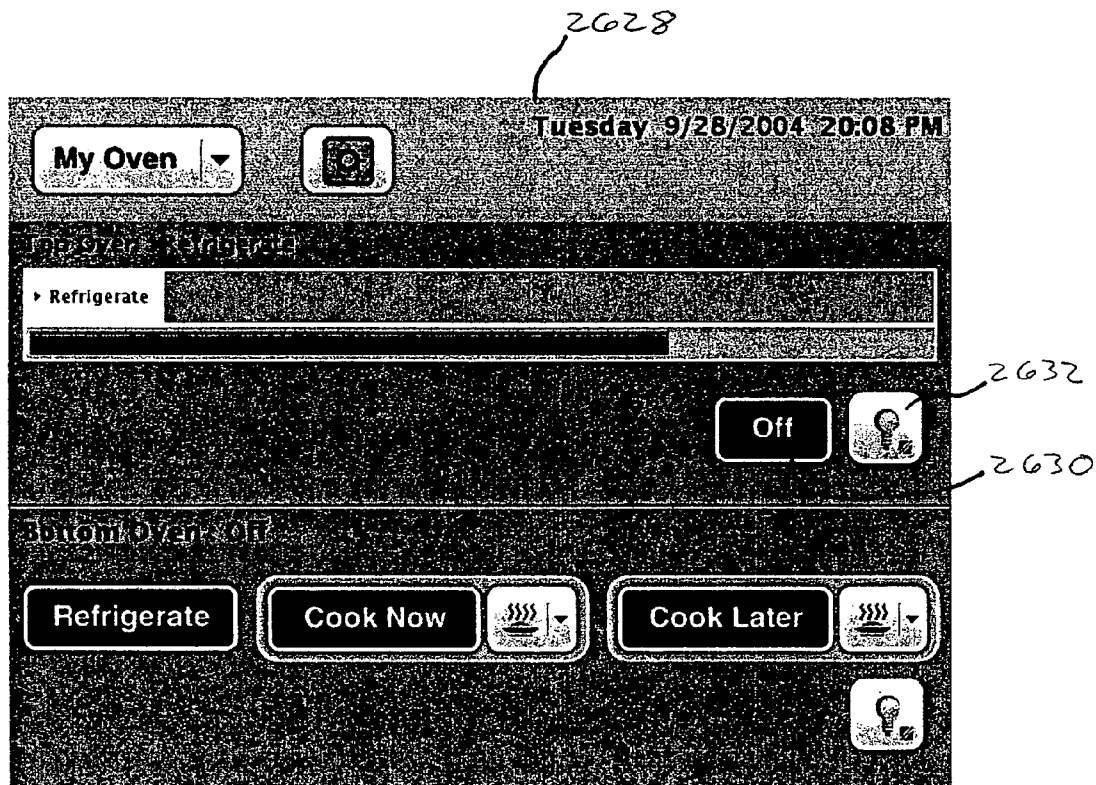 2628
Tuesday 9/28/2004 20:08 PM
My Oven
Top Oven : Refrigerate
Refrigerate
2632
Off
2630
Bottom Oven : Off
Refrigerate
Cook Now
Cook Later